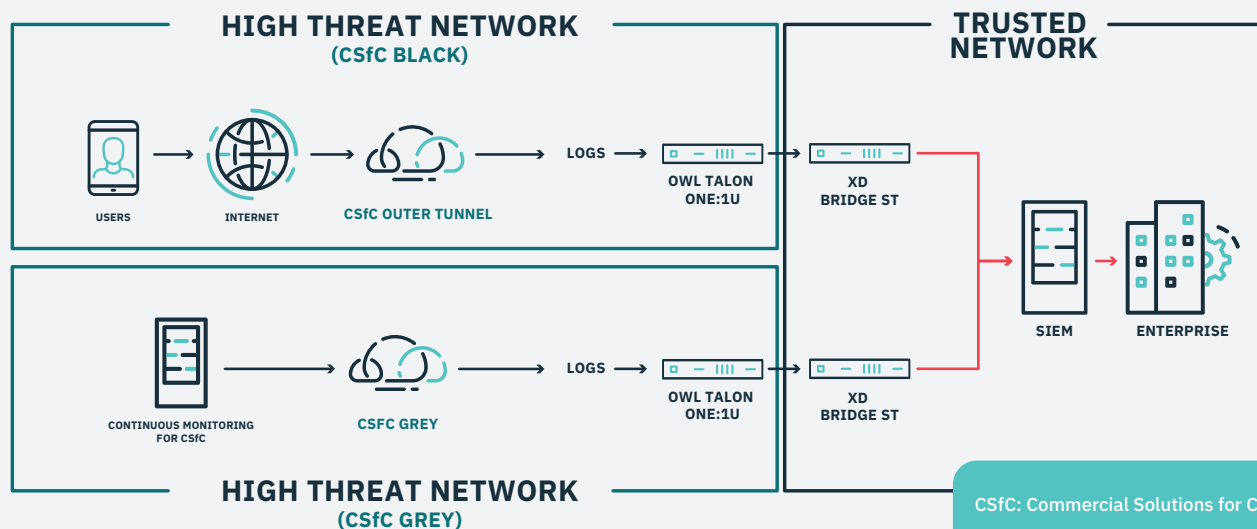 HIGH THREAT NETWORK
(CSfC BLACK)
TRUSTED
NETWORK
USERS
INTERNET
CSfC OUTER TUNNEL
LOGS
OWL TALON
ONE:1U
XD
BRIDGE ST
SIEM
ENTERPRISE
CONTINUOUS MONITORING
FOR CSfC
CSFC GREY
LOGS
OWL TALON
ONE:1U
XD
BRIDGE ST
HIGH THREAT NETWORK
(CSfC GREY)
CSfC: Commercial Solutions for C